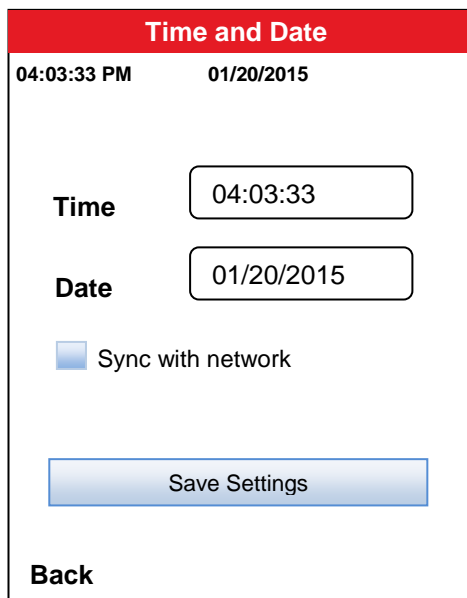 Time and Date
04:03:33 PM 01/20/2015
Time 04:03:33
Date 01/20/2015
Sync with network
Save Settings
Back